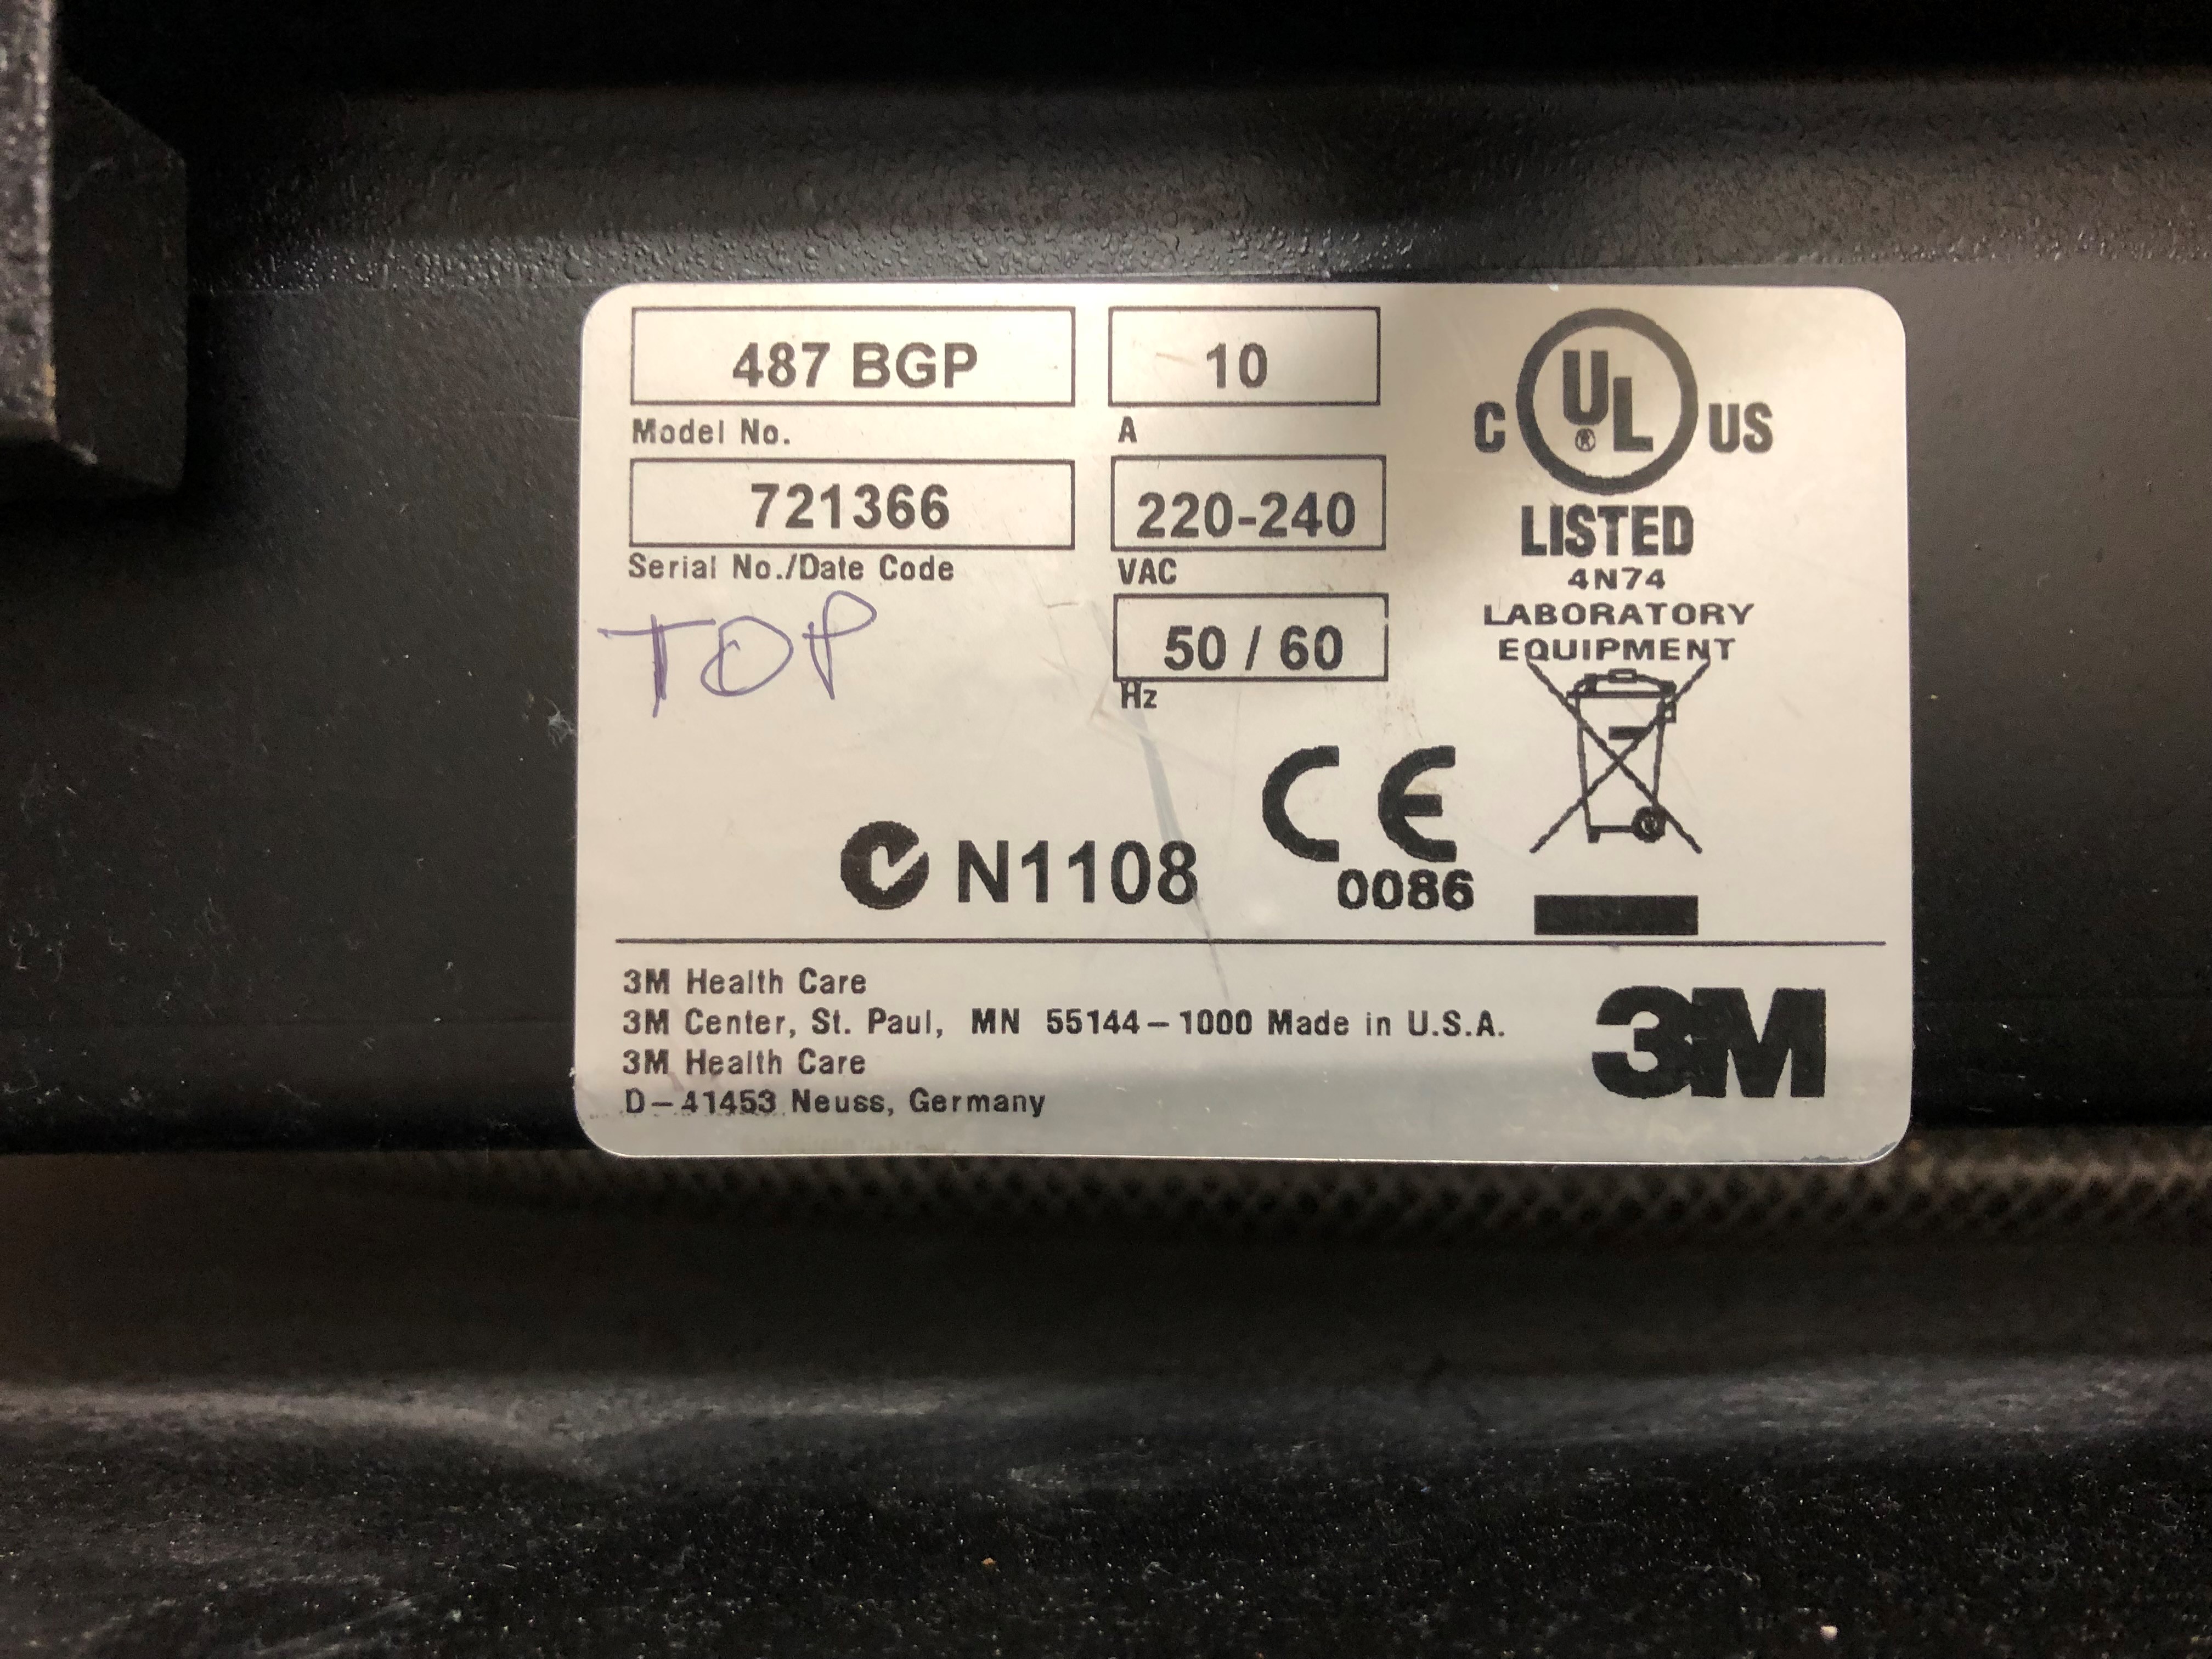 487 BGP
Model No.
721366
Serial No./Date Code
TOP
10
A
220-240
VAC
50 / 60
Hz
C UL ® US
LISTED
4N74
LABORATORY
EQUIPMENT
N1108
CE
0086
3M Health Care
3M Center, St. Paul, MN 55144-1000 Made in U.S.A.
3M Health Care
D-41453 Neuss, Germany
3M